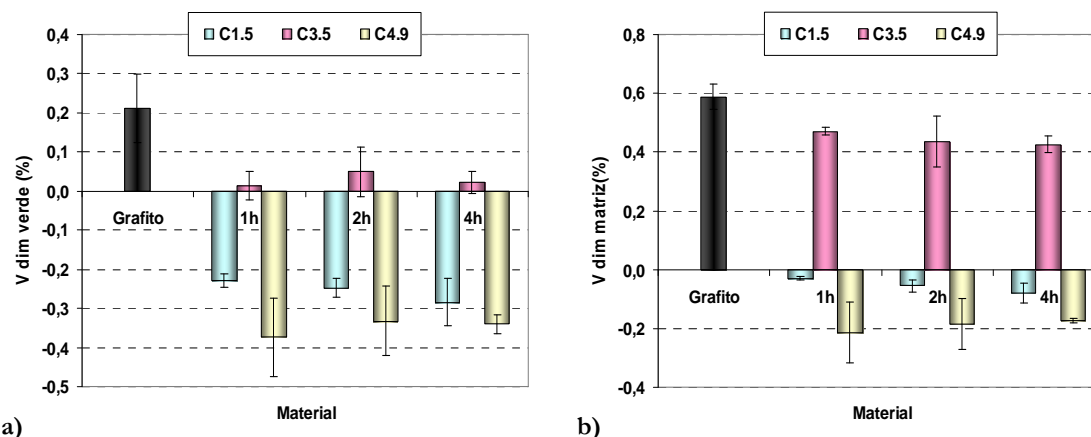 C1.5 C3.5 C4.9
0,4
0,3
0,2
0,1
0,0
-0,1
-0,2
-0,3
-0,4
-0,5
V dim verde (%)
Grafito 1h 2h 4h
Material
a)
C1.5 C3.5 C4.9
0,8
0,6
0,4
0,2
0,0
-0,2
-0,4
V dim matriz(%)
Grafito 1h 2h 4h
Material
b)